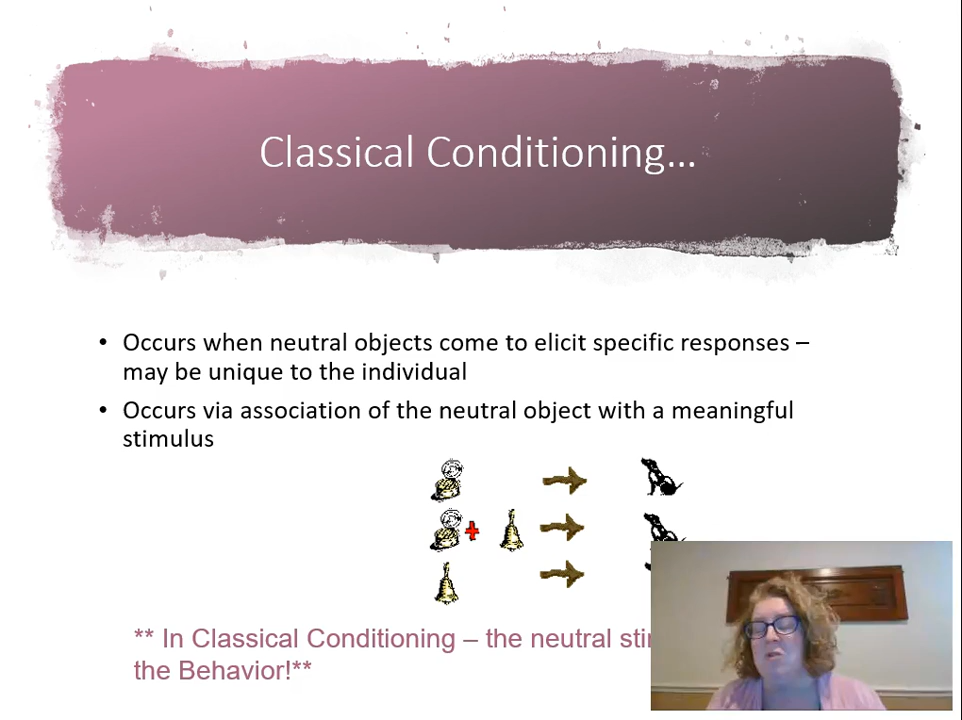 Classical Conditioning...
• Occurs when neutral objects come to elicit specific responses –
may be unique to the individual
• Occurs via association of the neutral object with a meaningful
stimulus
** In Classical Conditioning – the neutral
the Behavior!**